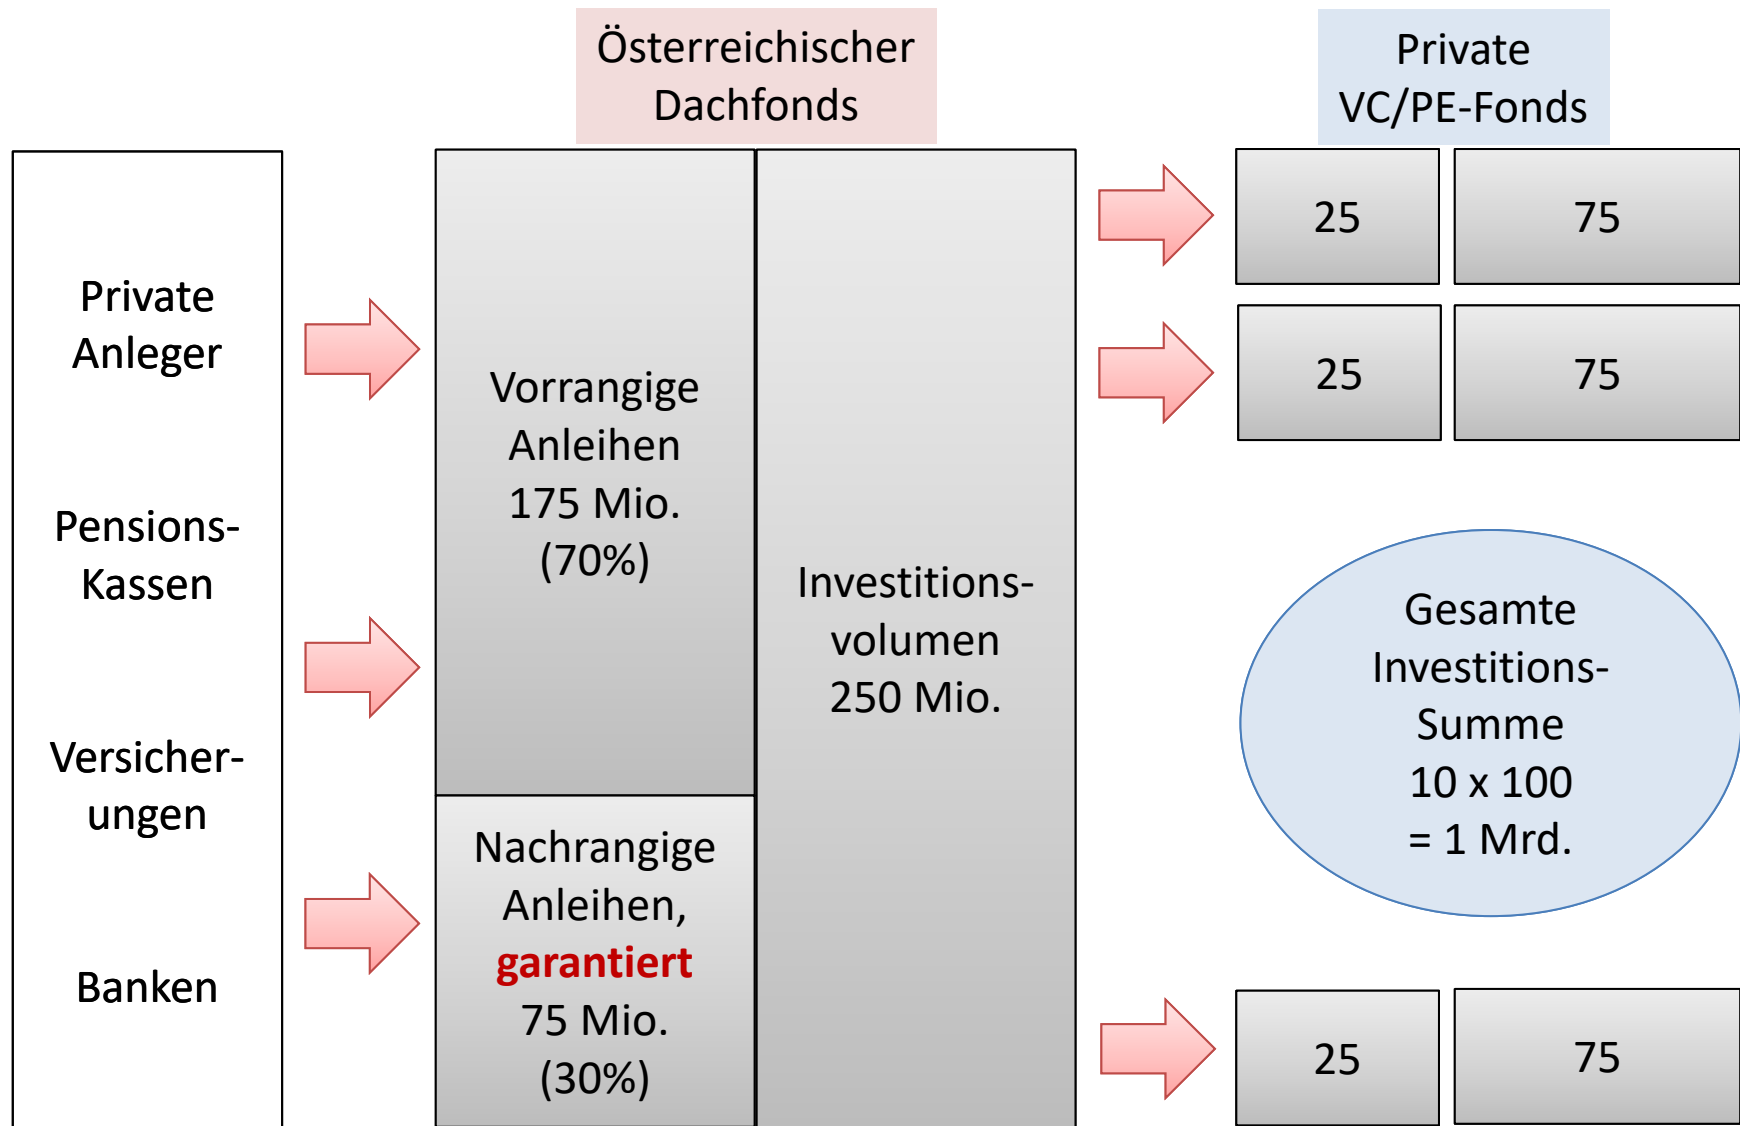 Österreichischer
Dachfonds
Private
VC/PE-Fonds
Private
Anleger
Pensions-
Kassen
Versicher-
ungen
Banken
Vorrangige
Anleihen
175 Mio.
(70%)
Nachrangige
Anleihen,
garantiert
75 Mio.
(30%)
Investitions-
volumen
250 Mio.
25
75
25
75
Gesamte
Investitions-
Summe
10 x 100
= 1 Mrd.
25
75